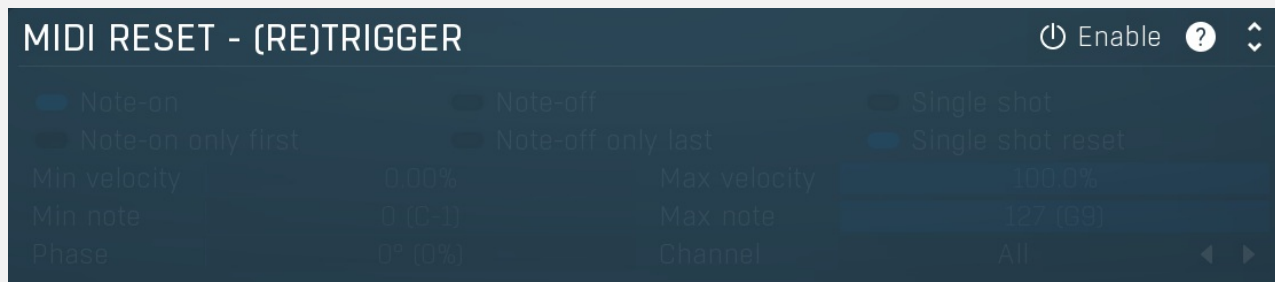 MIDI RESET - (RE)TRIGGER Enable ?
Note-on Note-off Single shot
Note-on only first Note-off only last Single shot reset
Min velocity 0.00% Max velocity 100.0%
Min note 0 (C-1) Max note 127 (G9)
Phase 0° (0%) Channel All